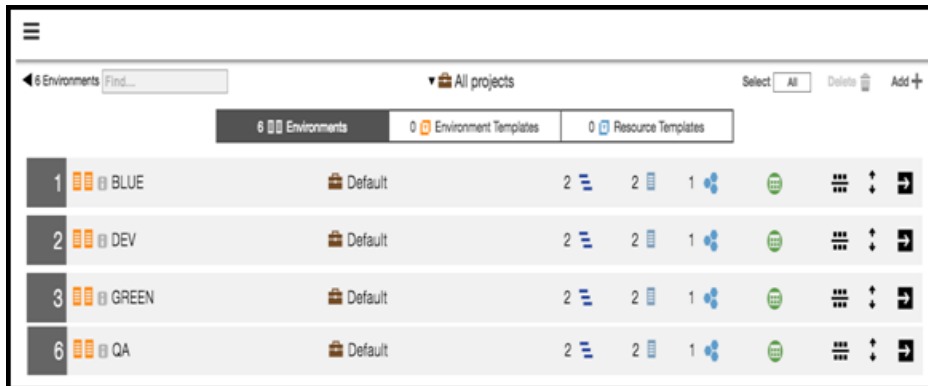 6 Environments Find... All projects Select All Delete Add
6 Environments 0 Environment Templates 0 Resource Templates
1 BLUE Default 2 2 1
2 DEV Default 2 2 1
3 GREEN Default 2 2 1
6 QA Default 2 2 1